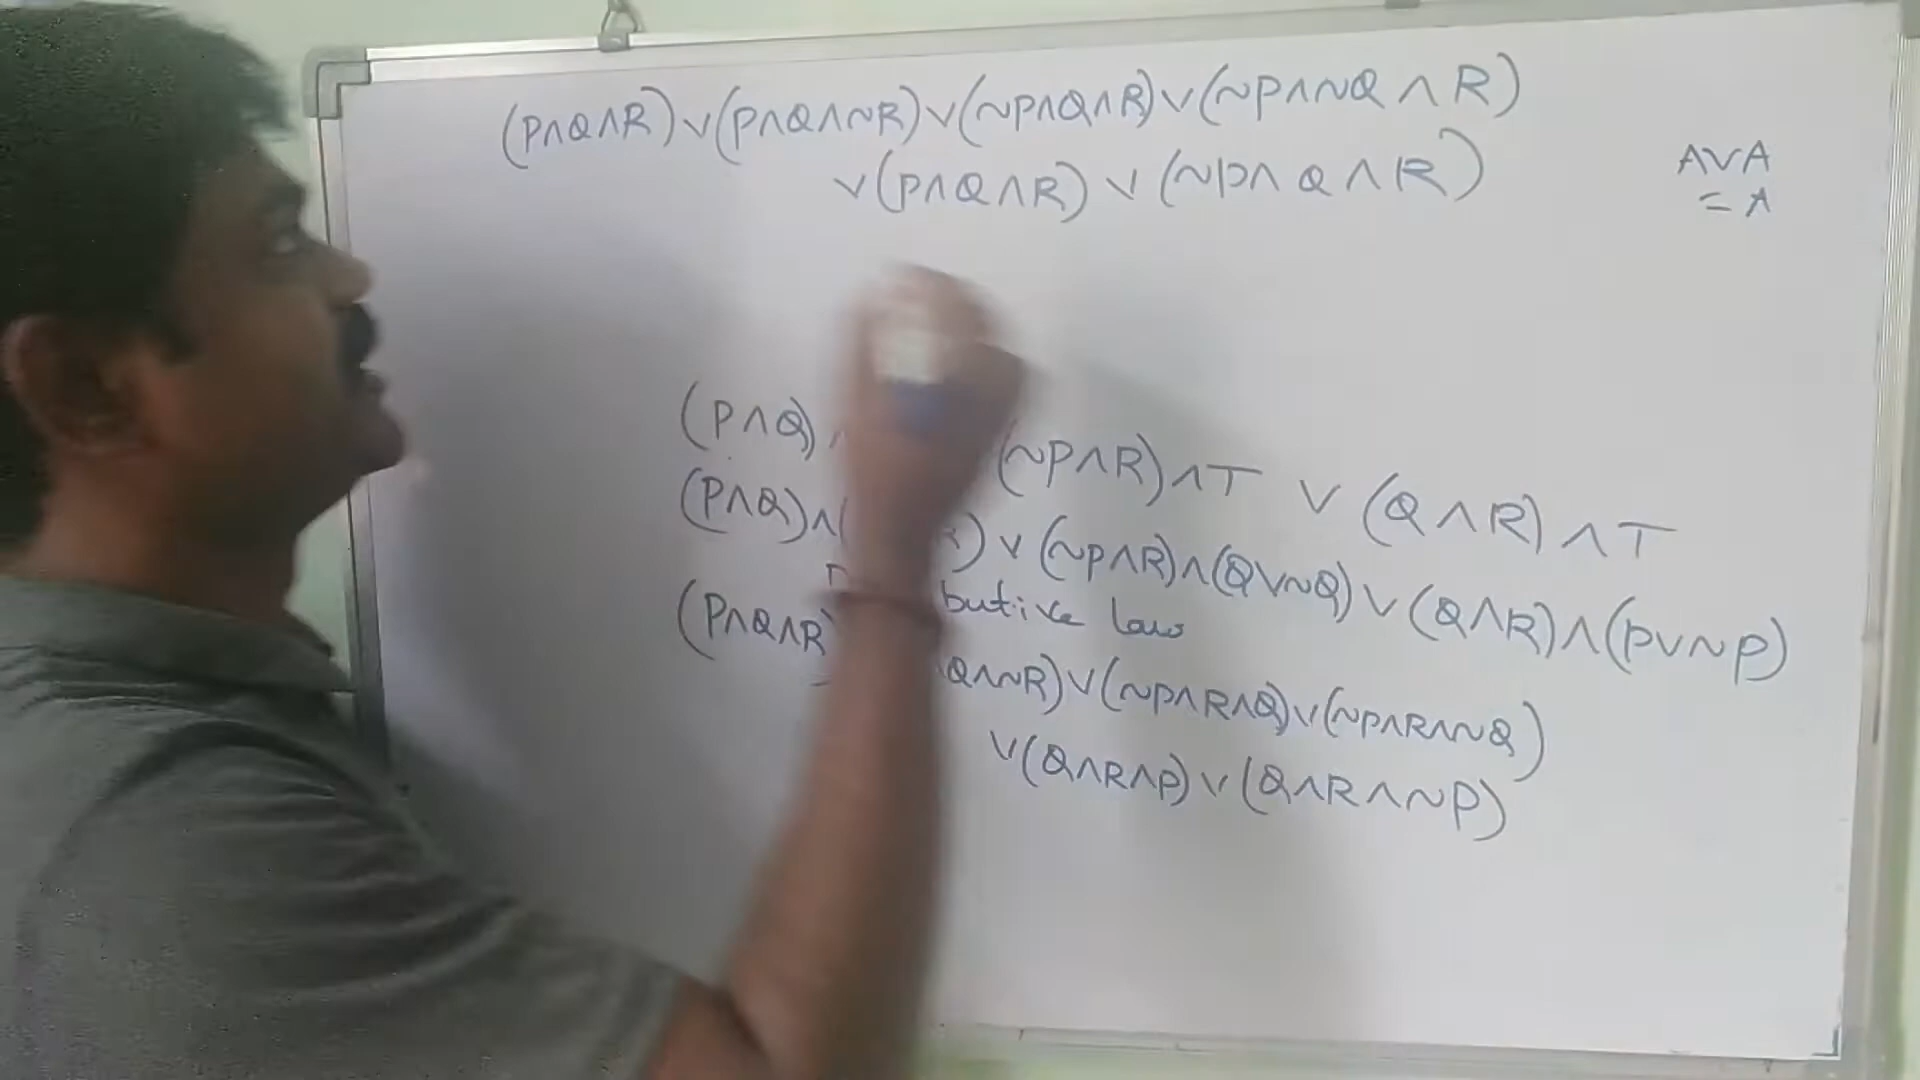 (P∧Q∧R)∨(P∧Q∧~R)∨(~P∧Q∧R)∨(~P∧~Q∧R)
∨(P∧Q∧R)∨(~P∧Q∧R)
A∨A
=A
(P∧Q)∧ (~P∧R)∧T ∨(Q∧R)∧T
(P∧Q)∧( R)∨(~P∧R)∧(Q∨~Q)∨(Q∧R)∧(P∨~P)
butive law
(P∧Q∧R) Q∧~R)∨(~P∧R∧Q)∨(~P∧R∧~Q)
∨(Q∧R∧P)∨(Q∧R∧~P)